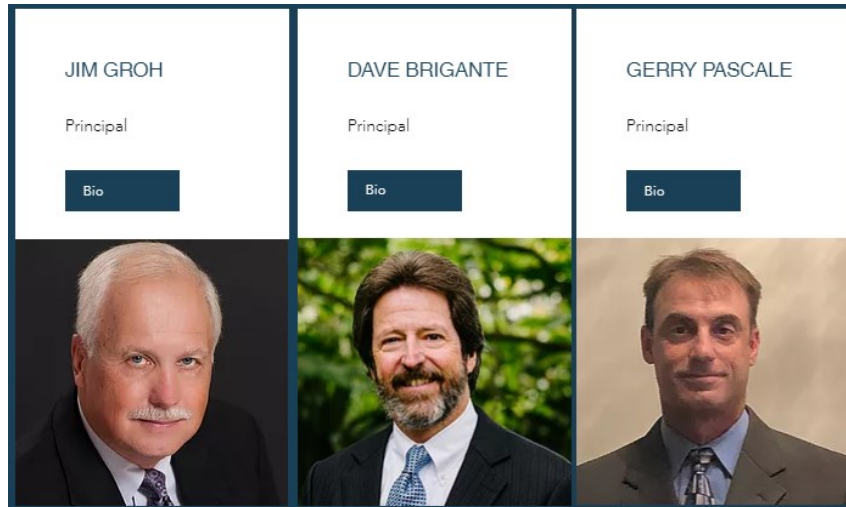 JIM GROH
Principal
Bio
DAVE BRIGANTE
Principal
Bio
GERRY PASCALE
Principal
Bio